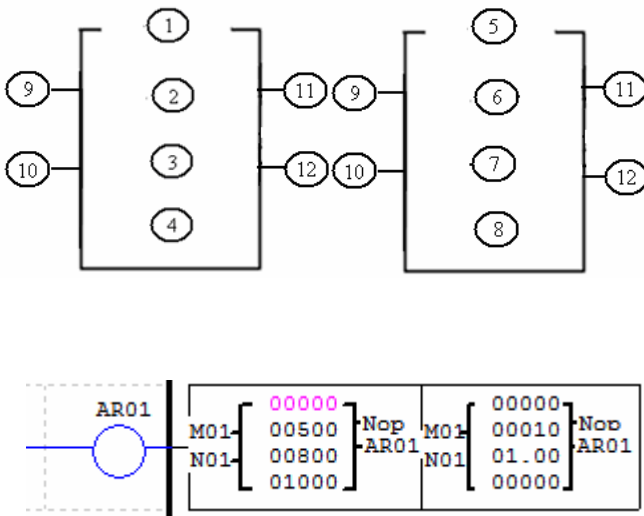 ① ⑤
⑨ ② ⑪ ⑨ ⑥ ⑪
⑩ ③ ⑫ ⑩ ⑦ ⑫
④ ⑧
AR01
00000 00000
M01 00500 Nop M01 00010 Nop
N01 00800 AR01 N01 01.00 AR01
01000 00000